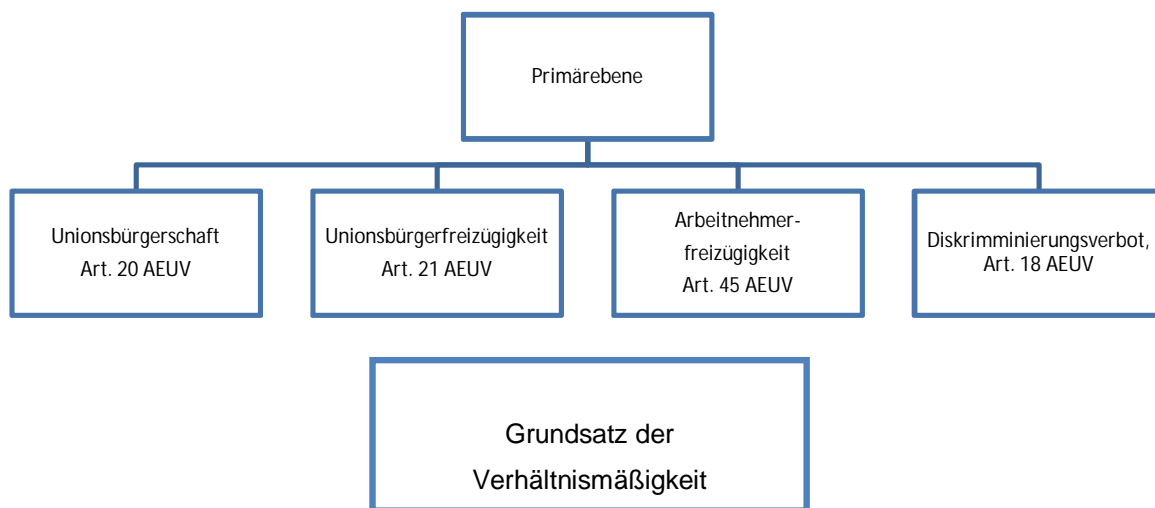 Primärebene
Unionsbürgerschaft
Art. 20 AEUV
Unionsbürgerfreizügigkeit
Art. 21 AEUV
Arbeitnehmer-
freizügigkeit
Art. 45 AEUV
Diskrimminierungsverbot,
Art. 18 AEUV
Grundsatz der
Verhältnismäßigkeit